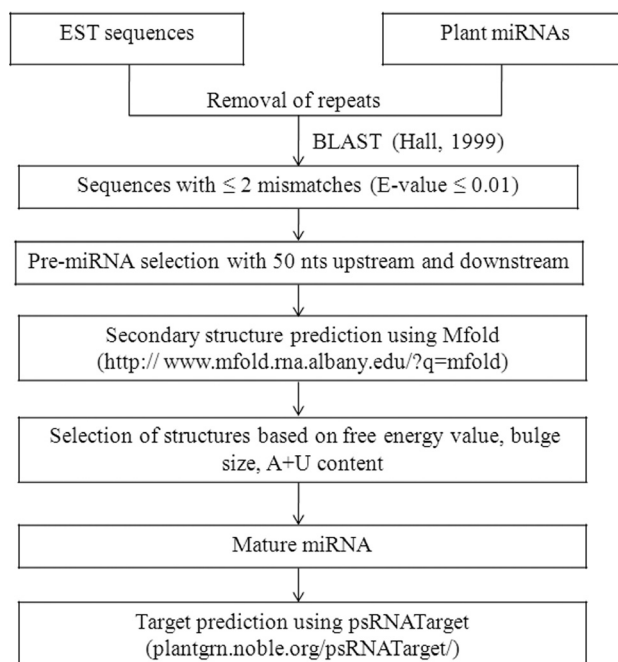 EST sequences
Plant miRNAs
Removal of repeats
BLAST (Hall, 1999)
Sequences with ≤ 2 mismatches (E-value ≤ 0.01)
Pre-miRNA selection with 50 nts upstream and downstream
Secondary structure prediction using Mfold
(http:// www.mfold.rna.albany.edu/?q=mfold)
Selection of structures based on free energy value, bulge
size, A+U content
Mature miRNA
Target prediction using psRNATarget
(plantgrn.noble.org/psRNATarget/)